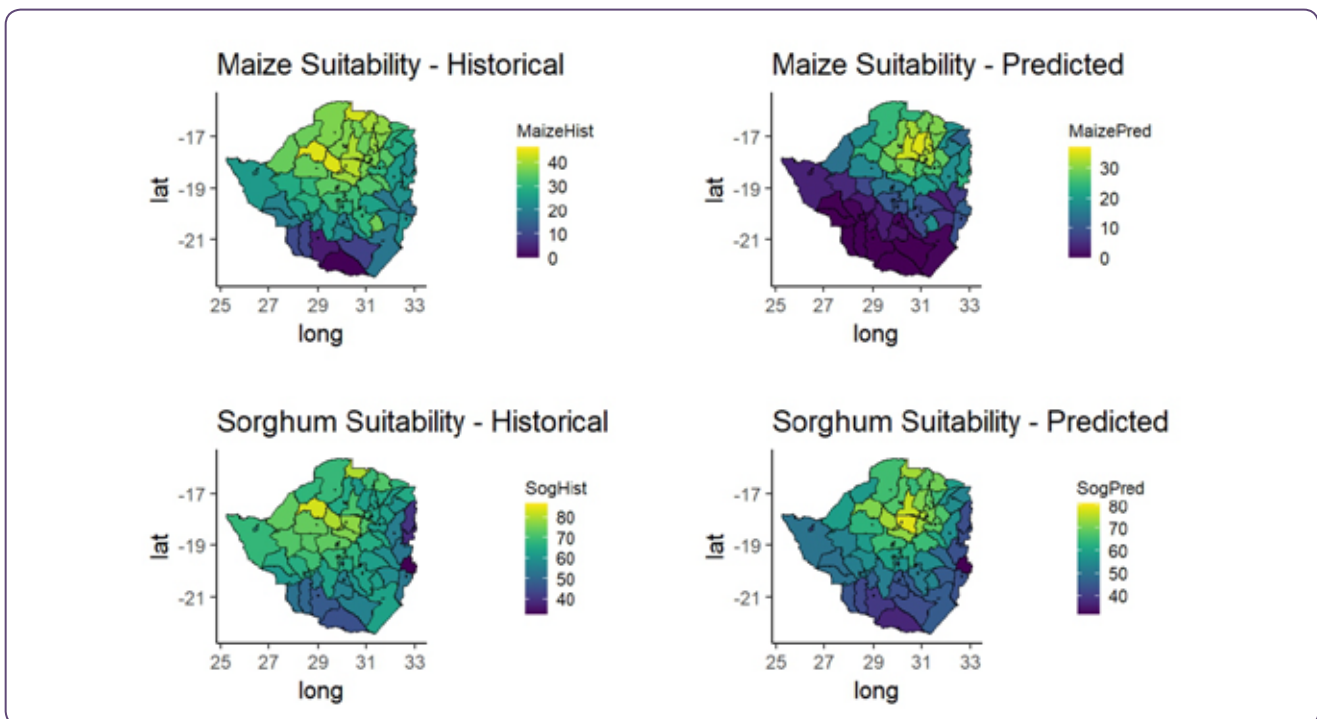 Maize Suitability - Historical
-17
-19
-21
lat
25 27 29 31 33
long
MaizeHist
40
30
20
10
0
Maize Suitability - Predicted
-17
-19
-21
lat
25 27 29 31 33
long
MaizePred
30
20
10
0
Sorghum Suitability - Historical
-17
-19
-21
lat
25 27 29 31 33
long
SogHist
80
70
60
50
40
Sorghum Suitability - Predicted
-17
-19
-21
lat
25 27 29 31 33
long
SogPred
80
70
60
50
40